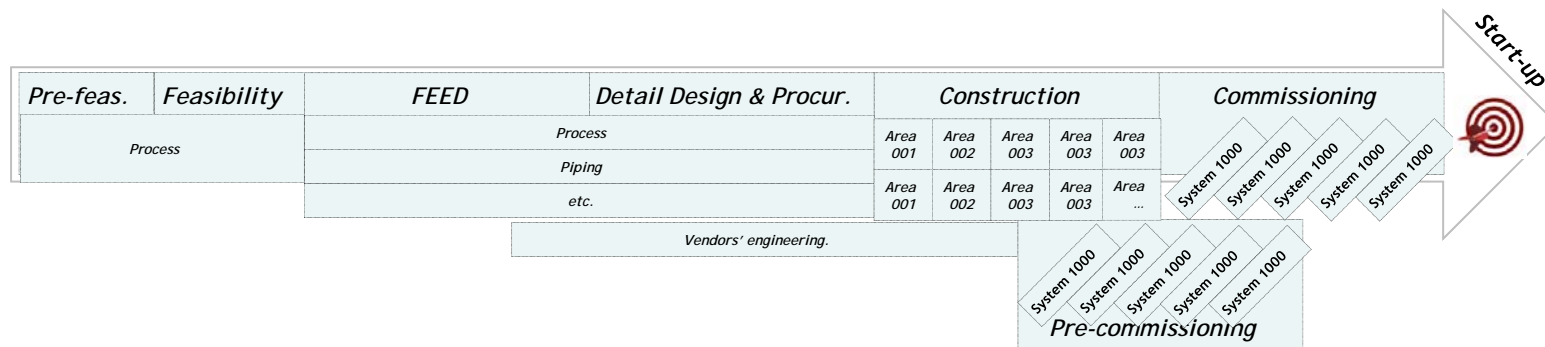 Start-up
Pre-feas.
Feasibility
FEED
Detail Design & Procur.
Construction
Commissioning
Process
Process
Piping
etc.
Vendors' engineering.
Area
001
Area
002
Area
003
Area
003
Area
003
Area
001
Area
002
Area
003
Area
003
Area
...
System 1000
System 1000
System 1000
System 1000
System 1000
System 1000
System 1000
System 1000
System 1000
System 1000
Pre-commissioning